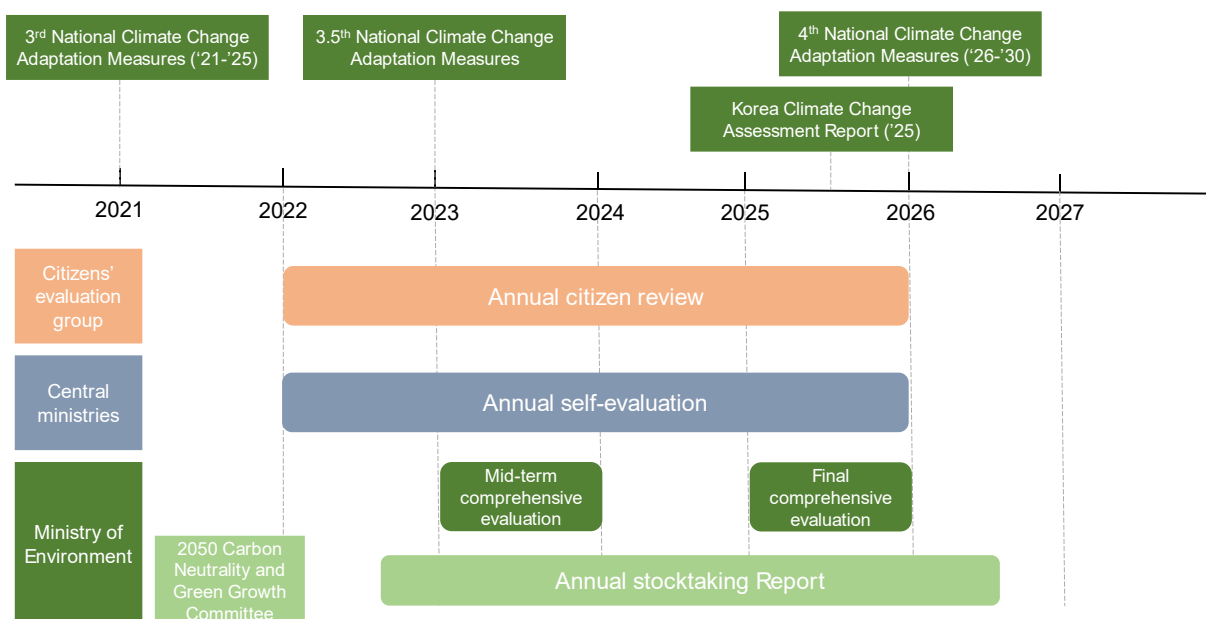 3rd National Climate Change
Adaptation Measures (‘21-’25)
3.5th National Climate Change
Adaptation Measures
4th National Climate Change
Adaptation Measures (‘26-’30)
Korea Climate Change
Assessment Report (’25)
2021
2022
2023
2024
2025
2026
2027
Citizens’
evaluation
group
Annual citizen review
Central
ministries
Annual self-evaluation
Ministry of
Environment
Mid-term
comprehensive
evaluation
Final
comprehensive
evaluation
2050 Carbon
Neutrality and
Green Growth
Committee
Annual stocktaking Report